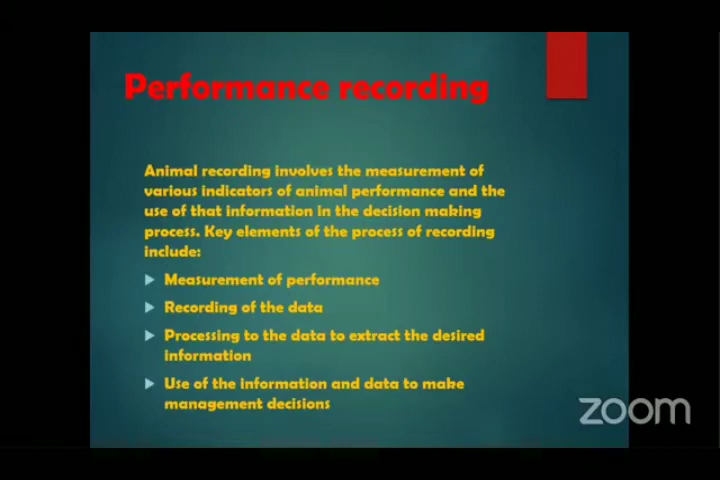 Performance recording
Animal recording involves the measurement of
various indicators of animal performance and the
use of that information in the decision making
process. Key elements of the process of recording
include:
Measurement of performance
Recording of the data
Processing to the data to extract the desired
information
Use of the information and data to make
management decisions
zoom